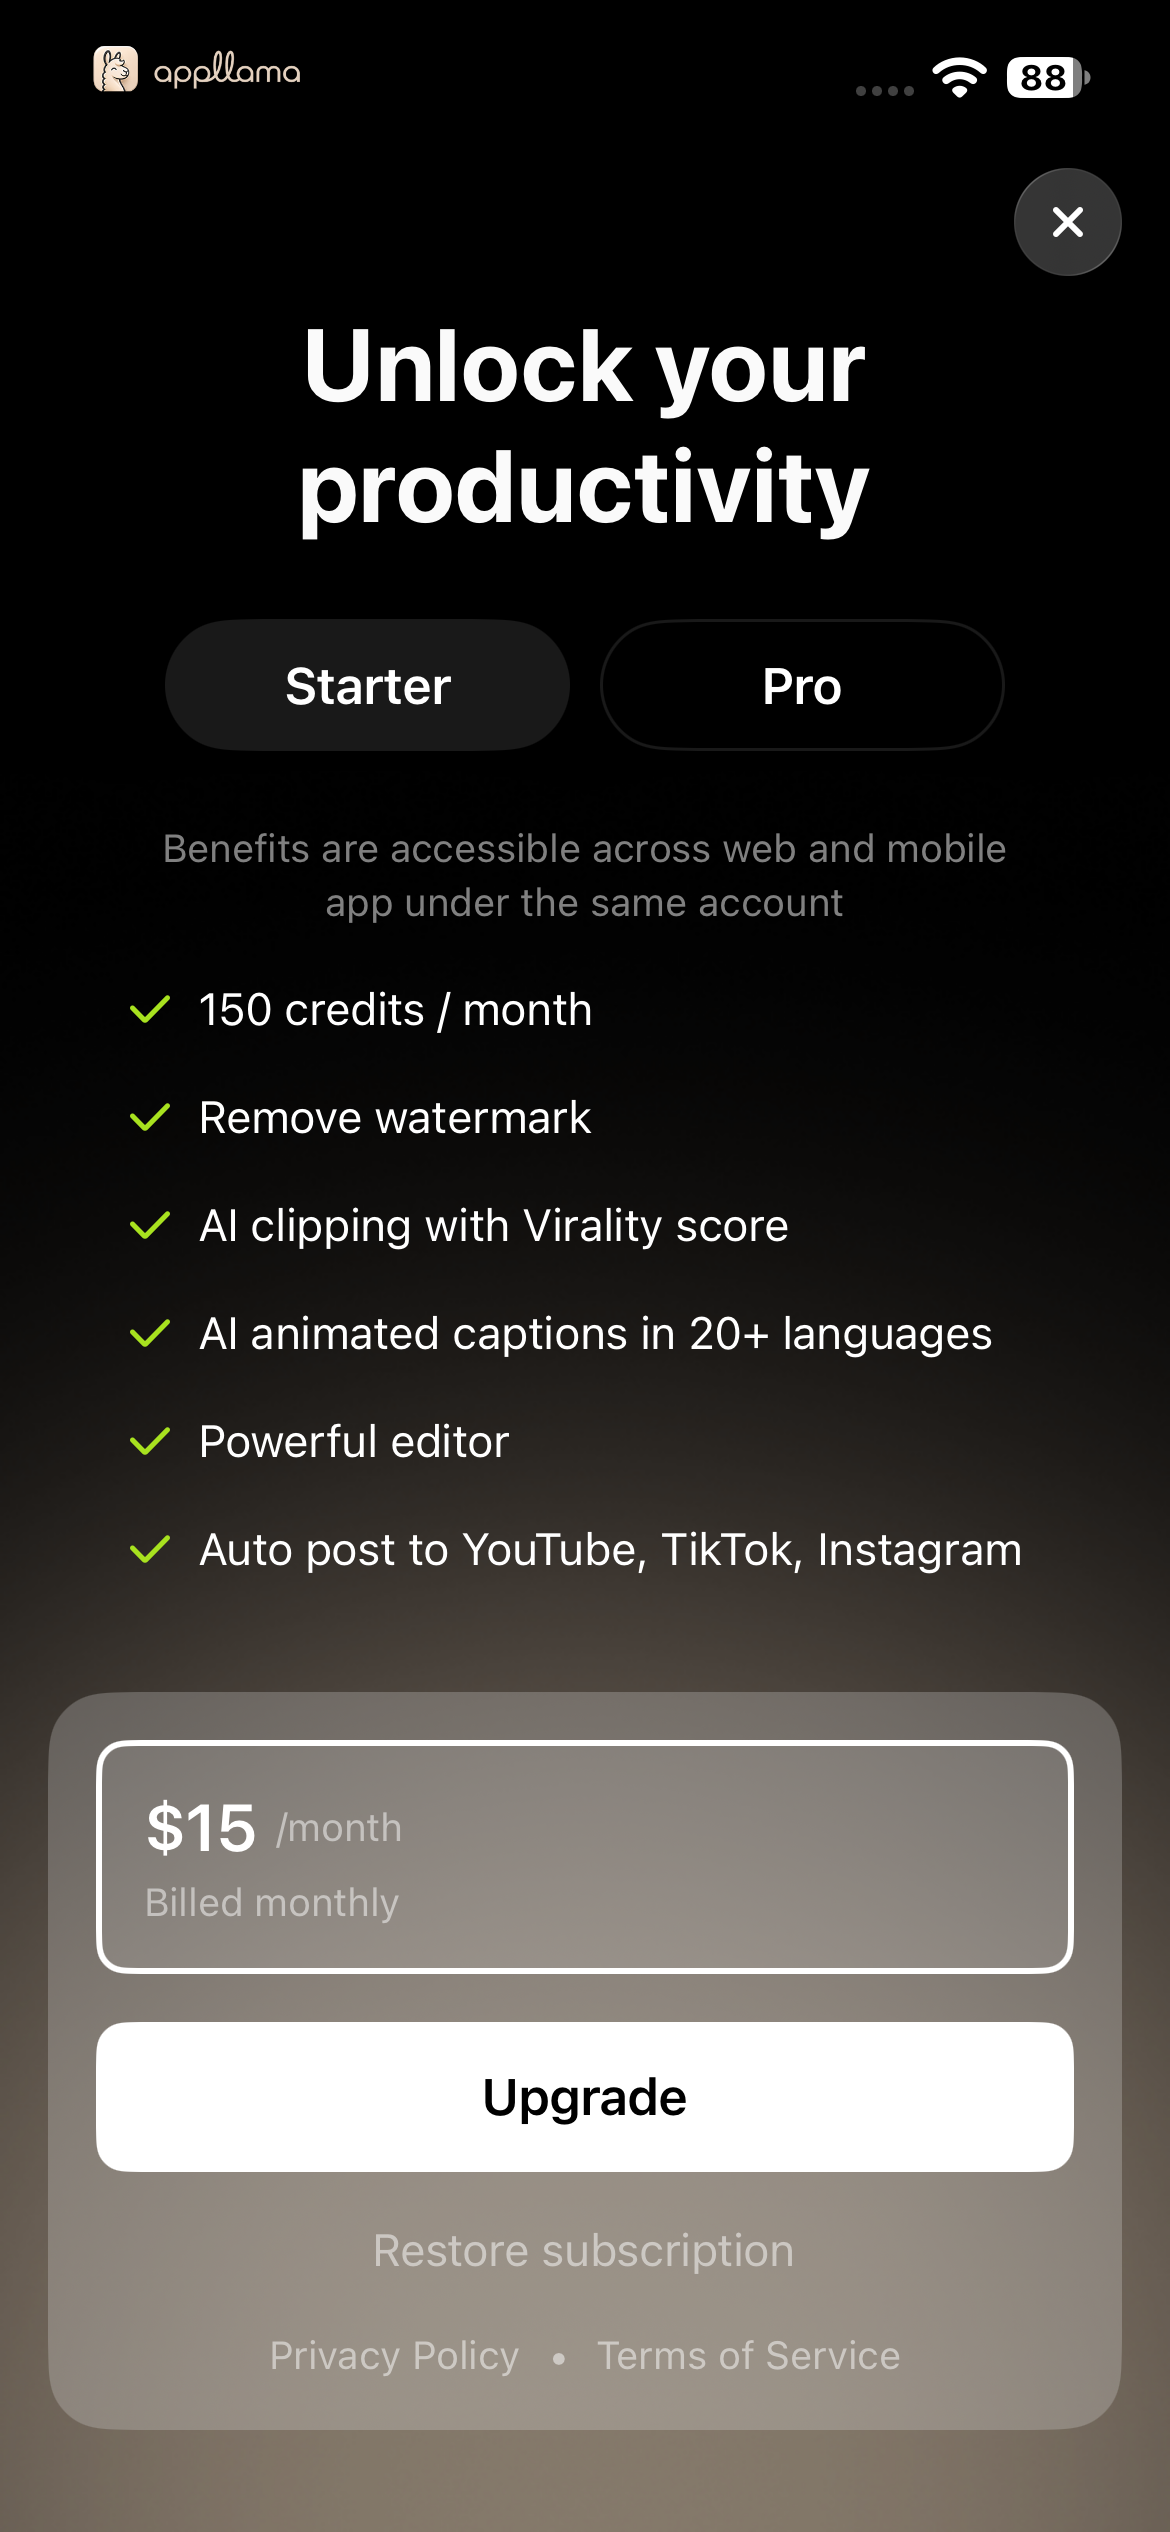 appllama
88
Unlock your
productivity
Starter
Pro
Benefits are accessible across web and mobile
app under the same account
150 credits / month
Remove watermark
AI clipping with Virality score
AI animated captions in 20+ languages
Powerful editor
Auto post to YouTube, TikTok, Instagram
$15 /month
Billed monthly
Upgrade
Restore subscription
Privacy Policy • Terms of Service